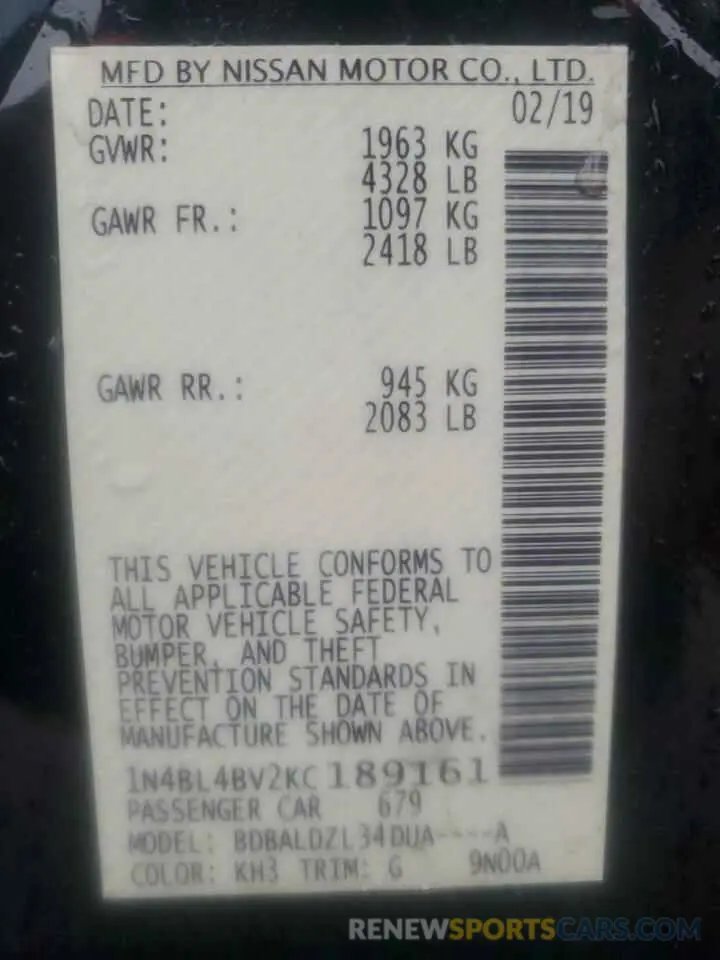 MFD BY NISSAN MOTOR CO., LTD.
DATE: 02/19
GVWR: 1963 KG
4328 LB
GAWR FR.: 1097 KG
2418 LB
GAWR RR.: 945 KG
2083 LB
THIS VEHICLE CONFORMS TO
ALL APPLICABLE FEDERAL
MOTOR VEHICLE SAFETY,
BUMPER, AND THEFT
PREVENTION STANDARDS IN
EFFECT ON THE DATE OF
MANUFACTURE SHOWN ABOVE.
1N4BL4BV2KC189161
PASSENGER CAR 679
MODEL: BDBALDZL34DUA----A
COLOR: KH3 TRIM: G 9N00A
RENEWSPORTSCARS.COM